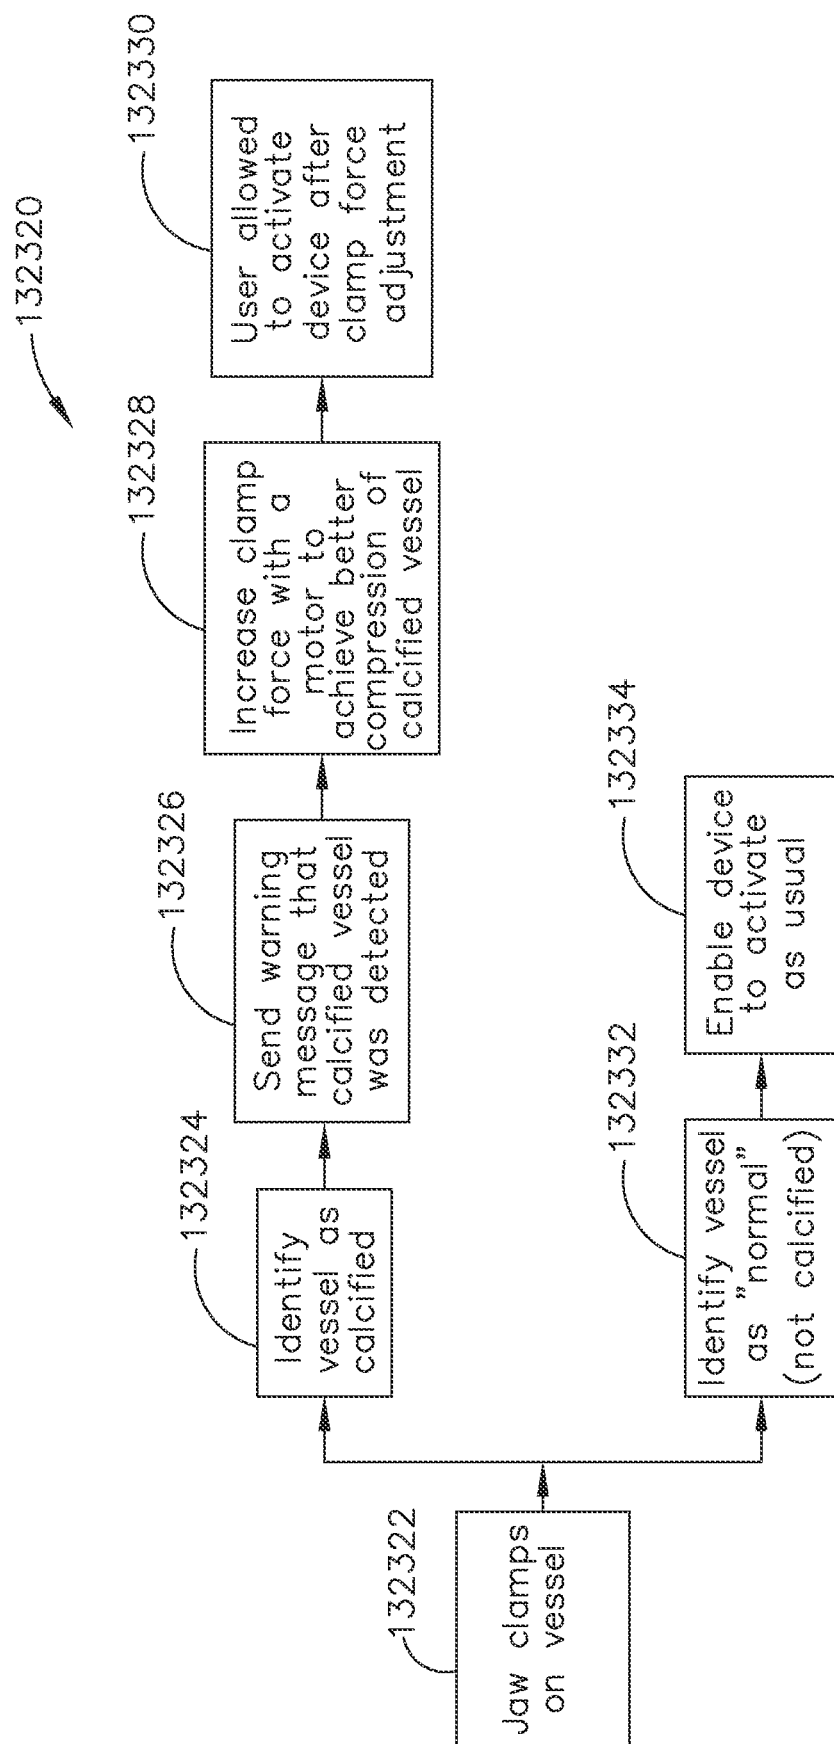 132320
132322
Jaw clamps
on vessel
132324
Identify
vessel as
calcified
132326
Send warning
message that
calcified vessel
was detected
132328
Increase clamp
force with a
motor to
achieve better
compression of
calcified vessel
132330
User allowed
to activate
device after
clamp force
adjustment
132332
Identify vessel
as "normal"
(not calcified)
132334
Enable device
to activate
as usual